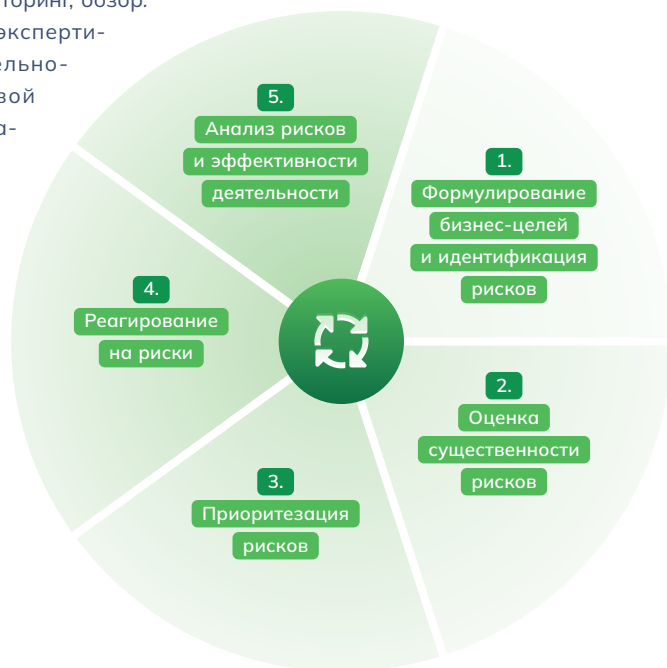 обзор.
1.
Формулирование
бизнес-целей
и идентификация
рисков
2.
Оценка
существенности
рисков
3.
Приоритезация
рисков
4.
Реагирование
на риски
5.
Анализ рисков
и эффективности
деятельности